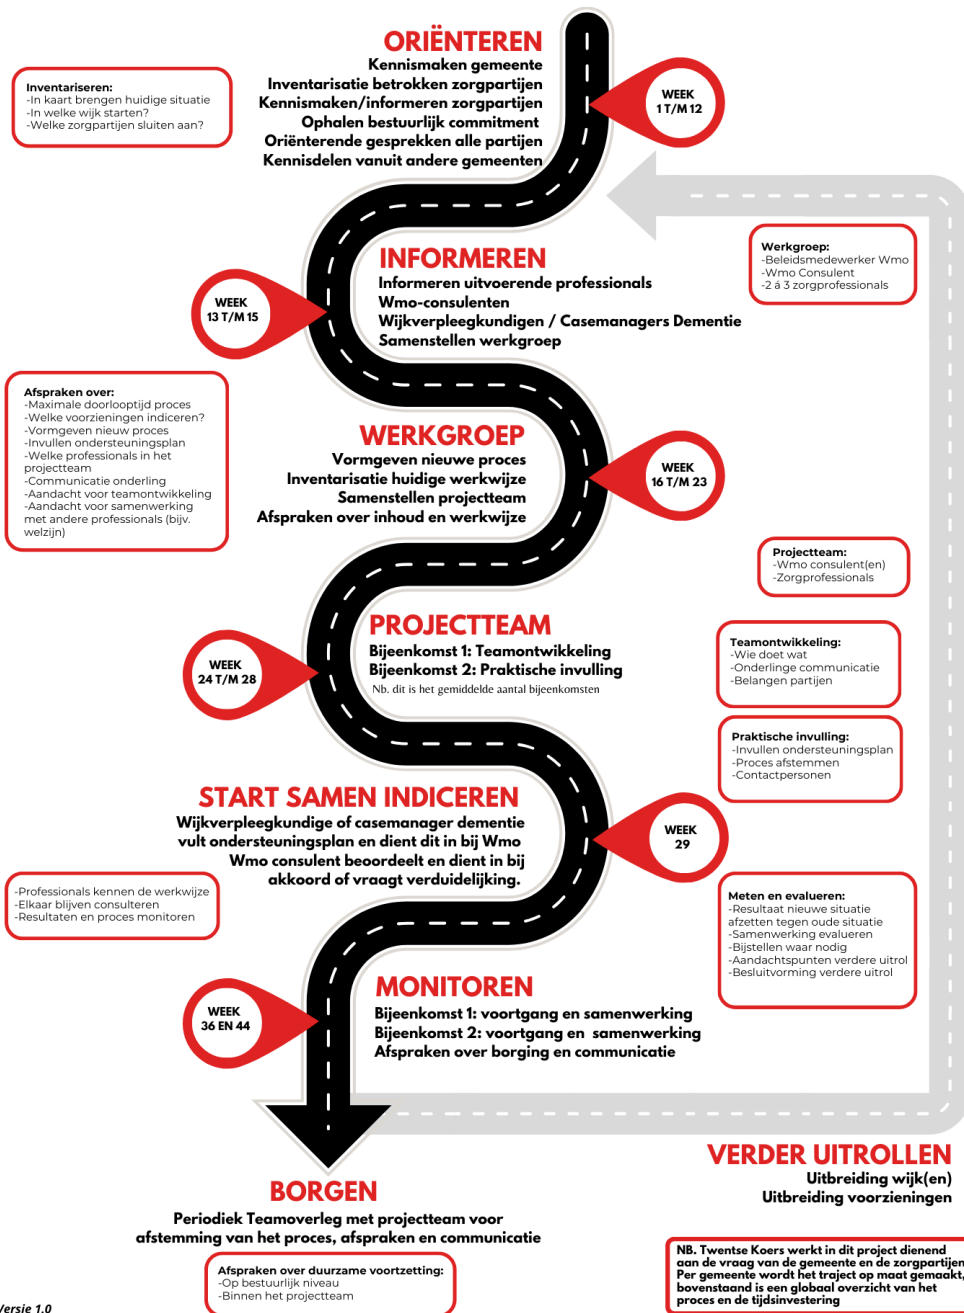 ORIËNTEREN
Kennismaken gemeente
Inventarisatie betrokken zorgpartijen
Kennismaken/informeren zorgpartijen
Ophalen bestuurlijk commitment
Oriënterende gesprekken alle partijen
Kennisdelen vanuit andere gemeenten
Inventariseren:
-In kaart brengen huidige situatie
-In welke wijk starten?
-Welke zorgpartijen sluiten aan?
WEEK
1 T/M 12
INFORMEREN
Informeren uitvoerende professionals
Wmo-consulenten
Wijkverpleegkundigen / Casemanagers Dementie
Samenstellen werkgroep
WEEK
13 T/M 15
Werkgroep:
-Beleidsmedewerker Wmo
-Wmo Consulent
-2 á 3 zorgprofessionals
Afspraken over:
-Maximale doorlooptijd proces
-Welke voorzieningen indiceren?
-Vormgeven nieuw proces
-Invullen ondersteuningsplan
-Welke professionals in het
projectteam
-Communicatie onderling
-Aandacht voor teamontwikkeling
-Aandacht voor samenwerking
met andere professionals (bijv.
welzijn)
WERKGROEP
Vormgeven nieuwe proces
Inventarisatie huidige werkwijze
Samenstellen projectteam
Afspraken over inhoud en werkwijze
WEEK
16 T/M 23
Projectteam:
-Wmo consulent(en)
-Zorgprofessionals
PROJECTTEAM
Bijeenkomst 1: Teamontwikkeling
Bijeenkomst 2: Praktische invulling
Nb. dit is het gemiddelde aantal bijeenkomsten
WEEK
24 T/M 28
Teamontwikkeling:
-Wie doet wat
-Onderlinge communicatie
-Belangen partijen
Praktische invulling:
-Invullen ondersteuningsplan
-Proces afstemmen
-Contactpersonen
START SAMEN INDICEREN
Wijkverpleegkundige of casemanager dementie
vult ondersteuningsplan en dient dit in bij Wmo
Wmo consulent beoordeelt en dient in bij
akkoord of vraagt verduidelijking.
WEEK
29
-Professionals kennen de werkwijze
-Elkaar blijven consulteren
-Resultaten en proces monitoren
Meten en evalueren:
-Resultaat nieuwe situatie
afzetten tegen oude situatie
-Samenwerking evalueren
-Bijstellen waar nodig
-Aandachtspunten verdere uitrol
-Besluitvorming verdere uitrol
MONITOREN
Bijeenkomst 1: voortgang en samenwerking
Bijeenkomst 2: voortgang en samenwerking
Afspraken over borging en communicatie
WEEK
36 EN 44
VERDER UITROLLEN
Uitbreiding wijk(en)
Uitbreiding voorzieningen
BORGEN
Periodiek Teamoverleg met projectteam voor
afstemming van het proces, afspraken en communicatie
Afspraken over duurzame voortzetting:
-Op bestuurlijk niveau
-Binnen het projectteam
NB. Twentse Koers werkt in dit project dienend
aan de vraag van de gemeente en de zorgpartijen
Per gemeente wordt het traject op maat gemaakt,
bovenstaand is een globaal overzicht van het
proces en de tijdsinvestering
Versie 1.0